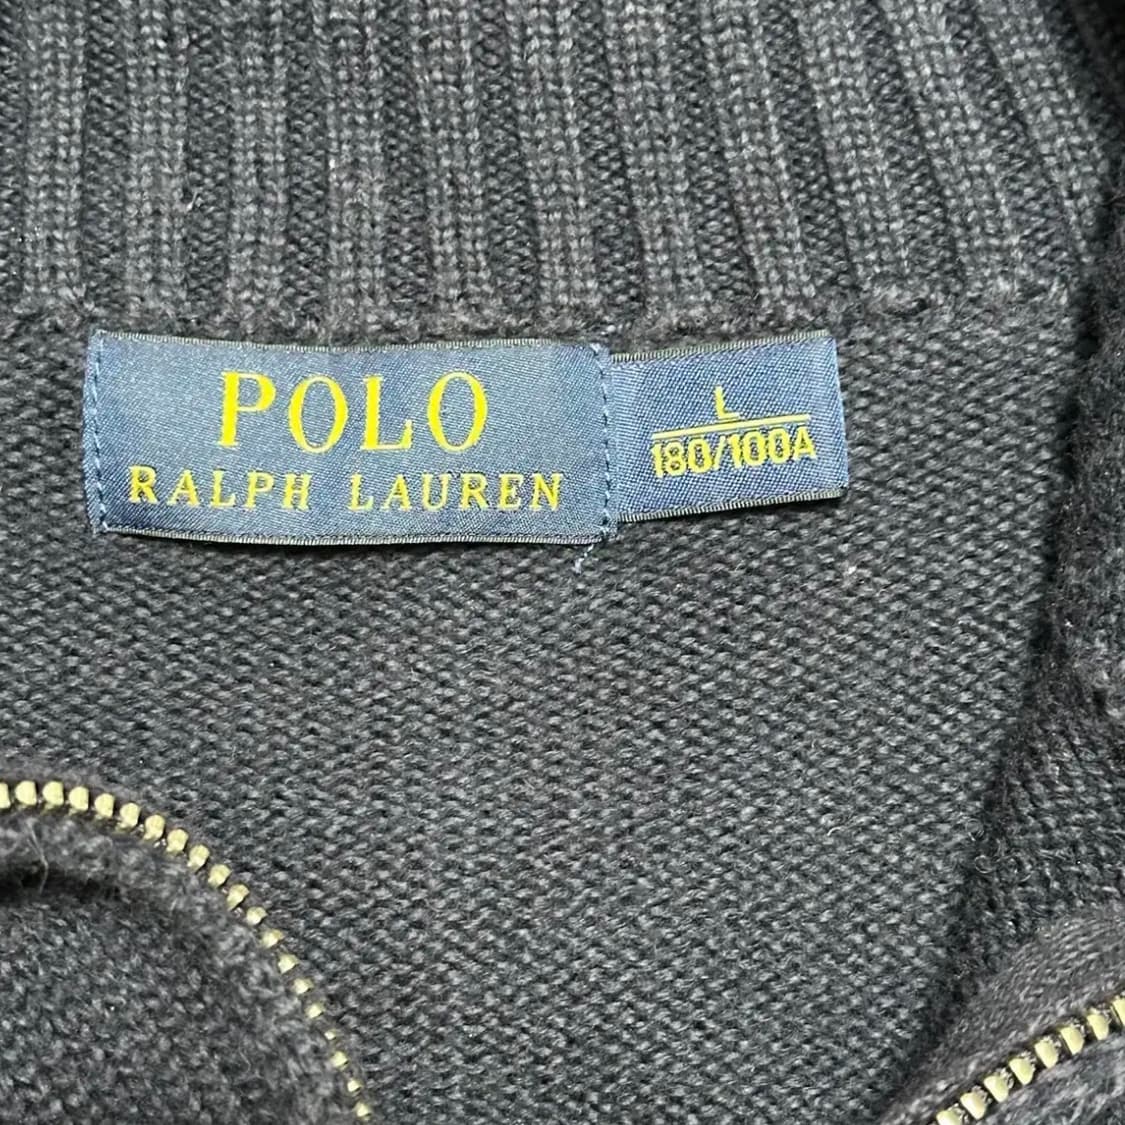 POLO
RALPH LAUREN
L
180/100A